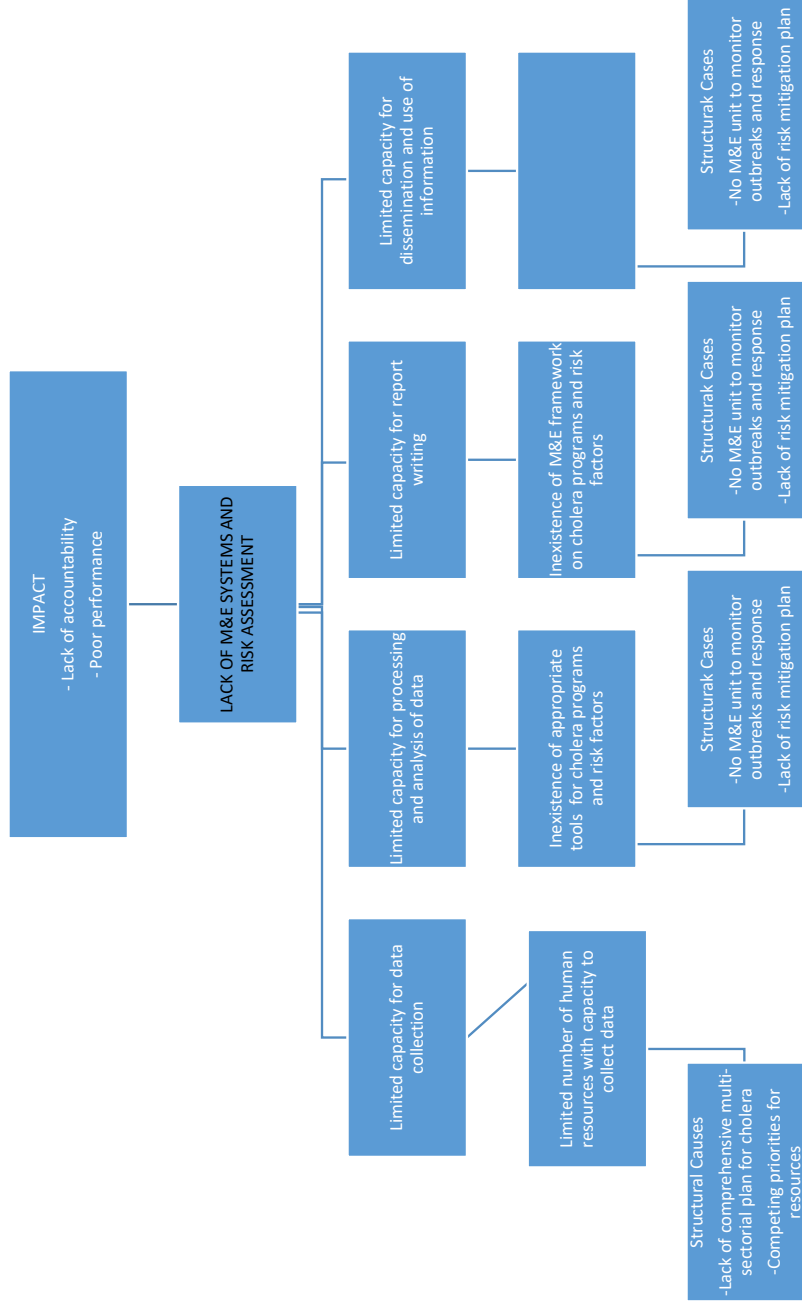 IMPACT
- Lack of accountability
- Poor performance
LACK OF M&E SYSTEMS AND
RISK ASSESSMENT
Limited capacity for data
collection
Limited capacity for processing
and analysis of data
Limited capacity for report
writing
Limited capacity for
dissemination and use of
information
Limited number of human
resources with capacity to
collect data
Inexistence of appropriate
tools for cholera programs
and risk factors
Inexistence of M&E framework
on cholera programs and risk
factors
Structural Causes
-Lack of comprehensive multi-
sectorial plan for cholera
-Competing priorities for
resources
Structurak Cases
-No M&E unit to monitor
outbreaks and response
-Lack of risk mitigation plan
Structurak Cases
-No M&E unit to monitor
outbreaks and response
-Lack of risk mitigation plan
Structurak Cases
-No M&E unit to monitor
outbreaks and response
-Lack of risk mitigation plan